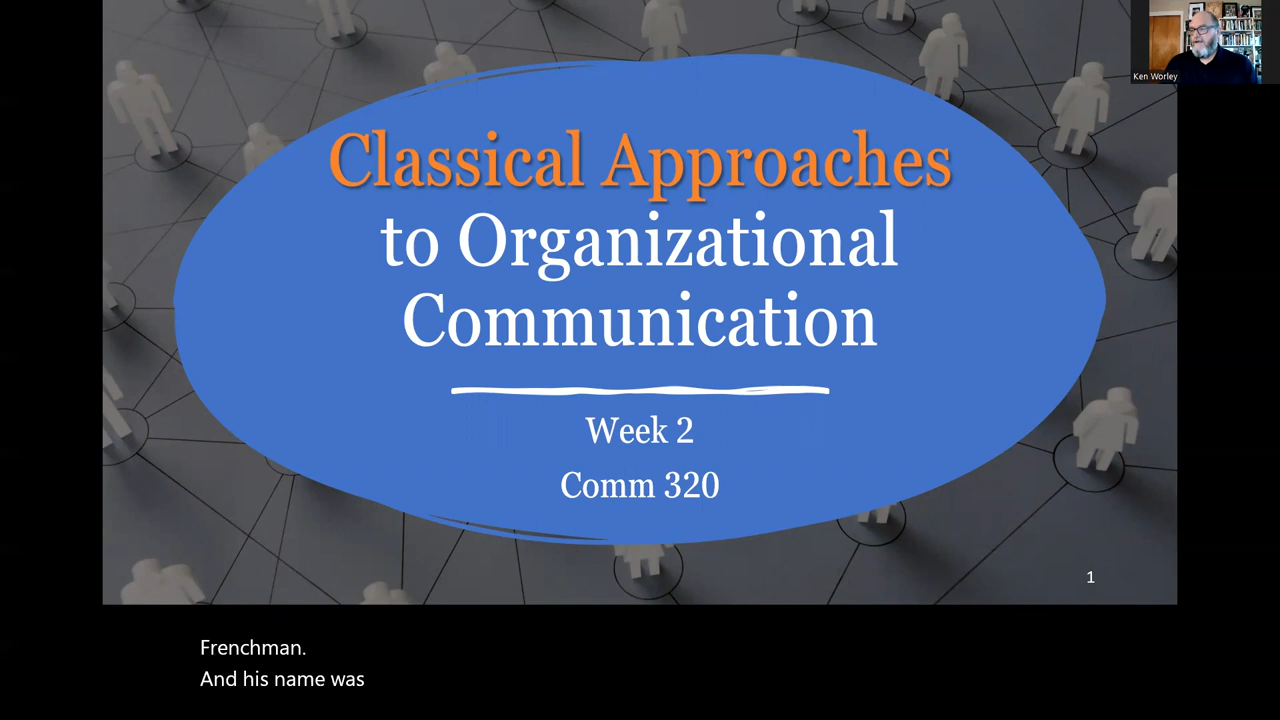 Ken Worley
Classical Approaches
to Organizational
Communication
Week 2
Comm 320
1
Frenchman.
And his name was